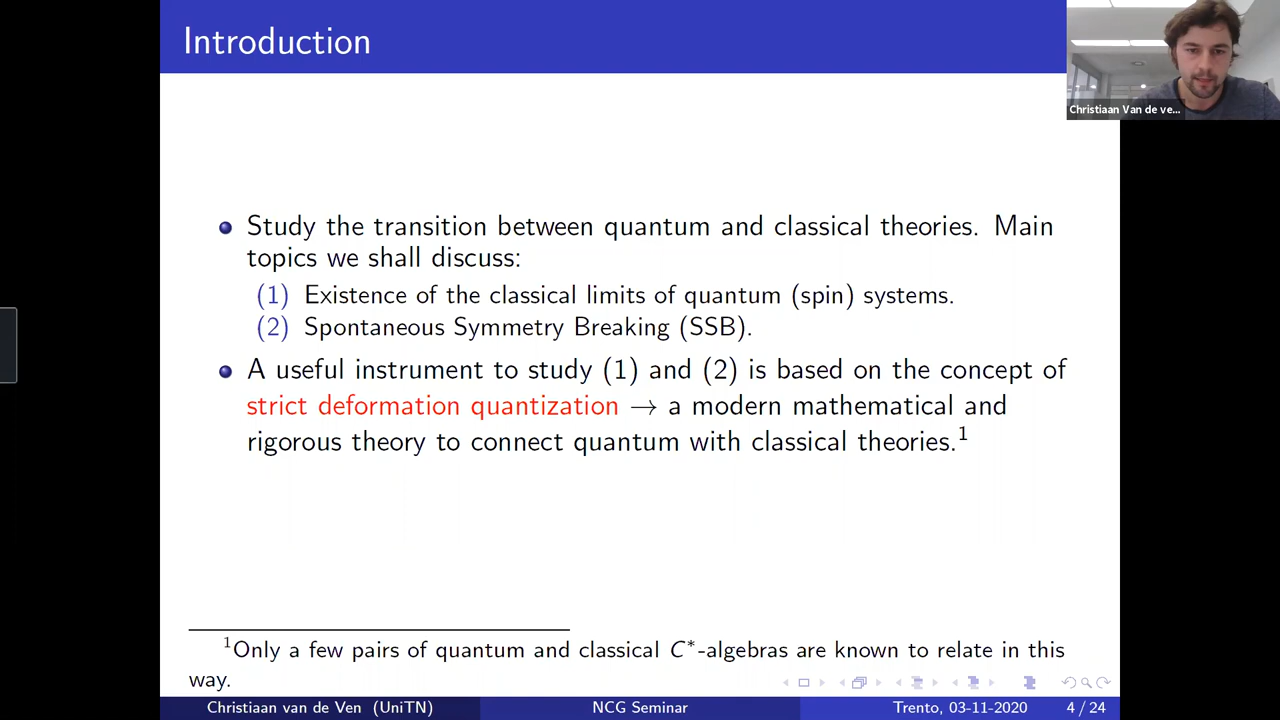 Introduction
Christiaan Van de ve...
Study the transition between quantum and classical theories. Main
topics we shall discuss:
(1) Existence of the classical limits of quantum (spin) systems.
(2) Spontaneous Symmetry Breaking (SSB).
A useful instrument to study (1) and (2) is based on the concept of
strict deformation quantization → a modern mathematical and
rigorous theory to connect quantum with classical theories.¹
¹Only a few pairs of quantum and classical C*-algebras are known to relate in this
way.
Christiaan van de Ven (UniTN) NCG Seminar Trento, 03-11-2020 4 / 24